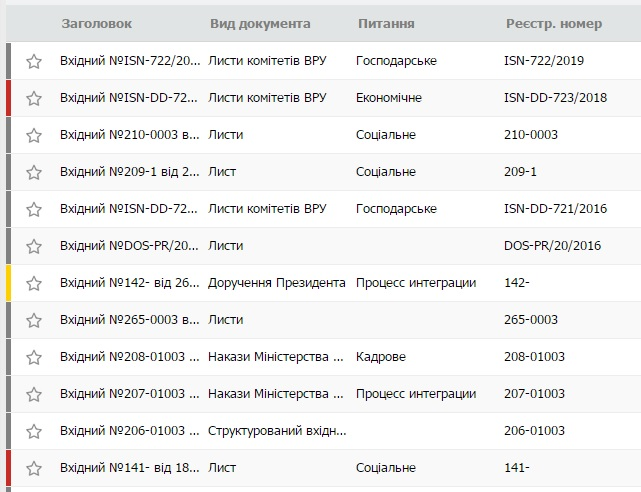 Заголовок Вид документа Питання Реєстр. номер
Вхідний №ISN-722/20... Листи комітетів ВРУ Господарське ISN-722/2019
Вхідний №ISN-DD-72... Листи комітетів ВРУ Економічне ISN-DD-723/2018
Вхідний №210-0003 в... Листи Соціальне 210-0003
Вхідний №209-1 від 2... Лист Соціальне 209-1
Вхідний №ISN-DD-72... Листи комітетів ВРУ Господарське ISN-DD-721/2016
Вхідний №DOS-PR/20... Листи DOS-PR/20/2016
Вхідний №142- від 26... Доручення Президента Процесс интеграции 142-
Вхідний №265-0003 в... Листи 265-0003
Вхідний №208-01003 ... Накази Міністерства ... Кадрове 208-01003
Вхідний №207-01003 ... Накази Міністерства ... Процесс интеграции 207-01003
Вхідний №206-01003 ... Структурований вхідн... 206-01003
Вхідний №141- від 18... Лист Соціальне 141-